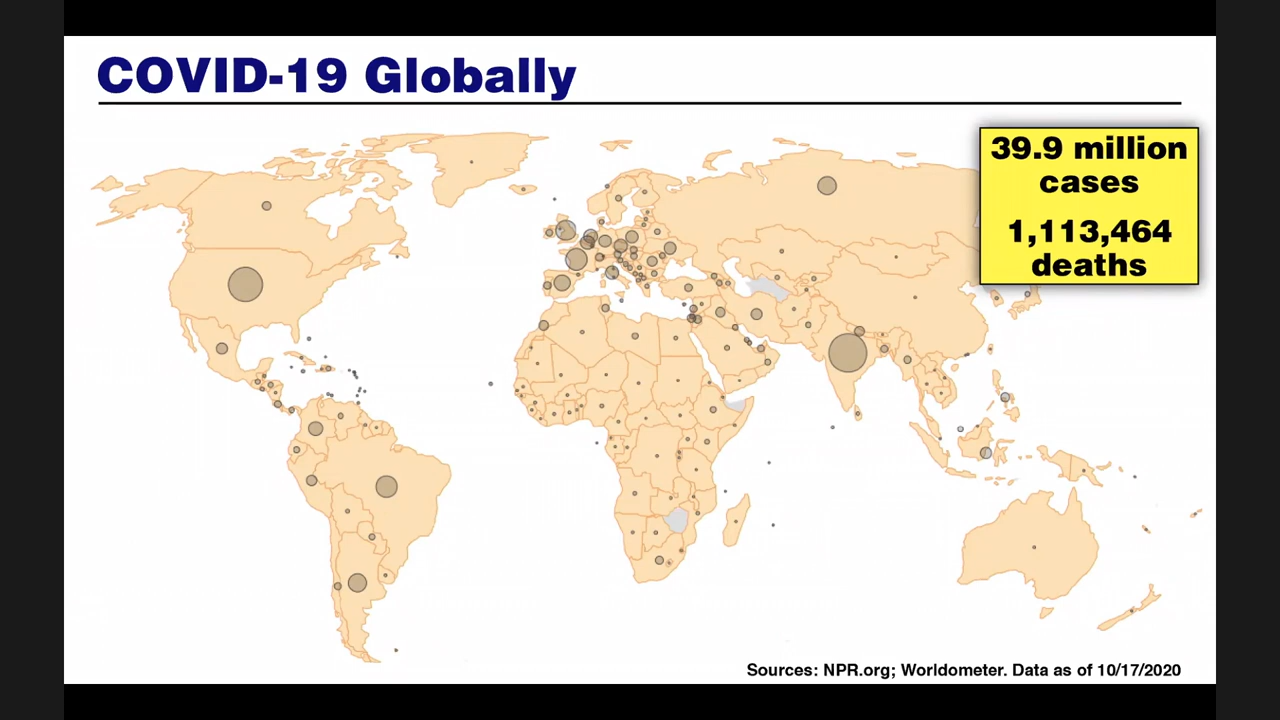 COVID-19 Globally
39.9 million
cases
1,113,464
deaths
Sources: NPR.org; Worldometer. Data as of 10/17/2020